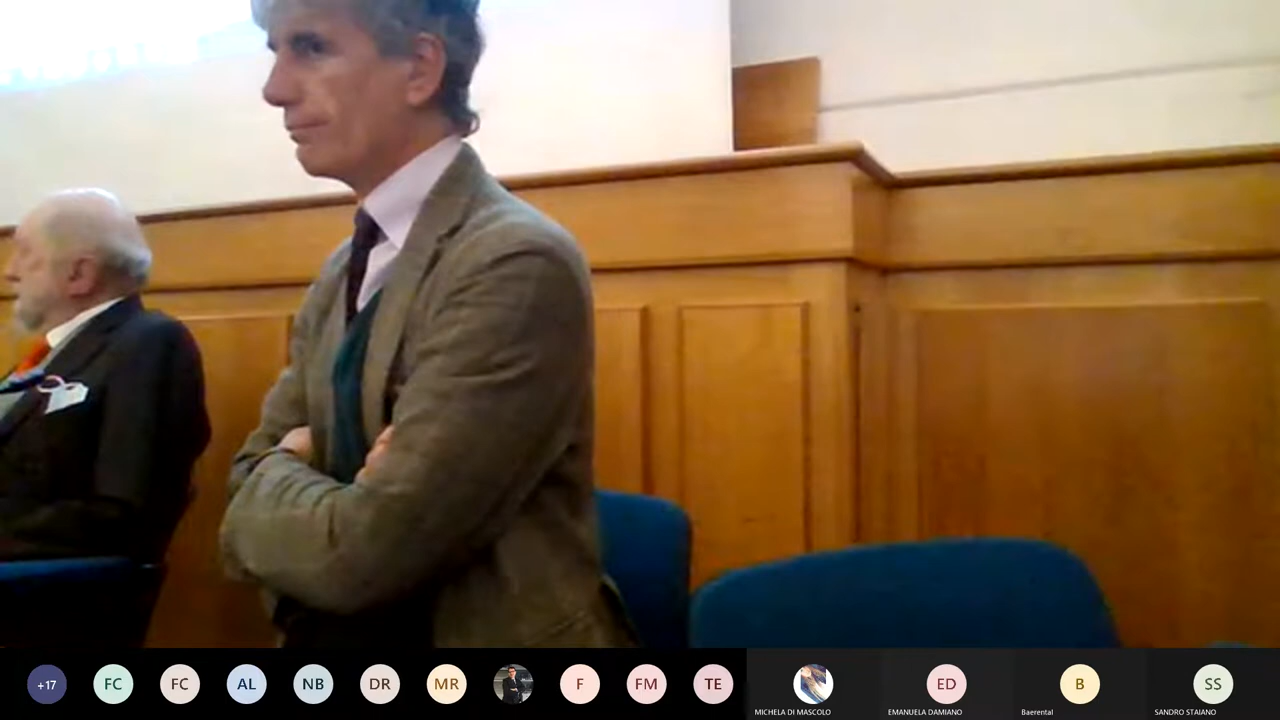 +17
FC
FC
AL
NB
DR
MR
F
FM
TE
MICHELA DI MASCOLO
ED
EMANUELA DAMIANO
B
Baerental
SS
SANDRO STAIANO